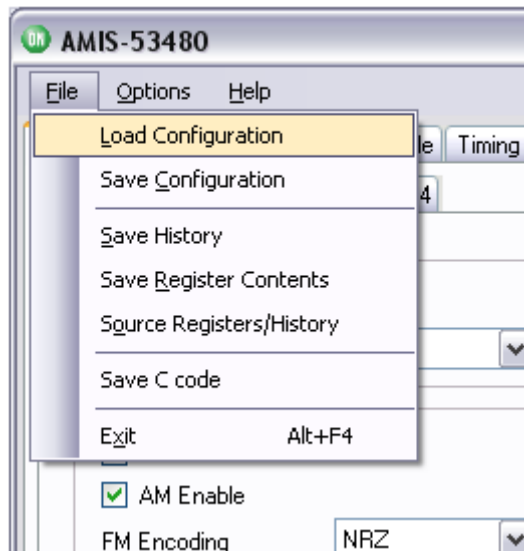 ON AMIS-53480
File Options Help
Load Configuration
le Timing
Save Configuration
4
Save History
Save Register Contents
Source Registers/History
Save C code
Exit Alt+F4
AM Enable
FM Encoding NRZ